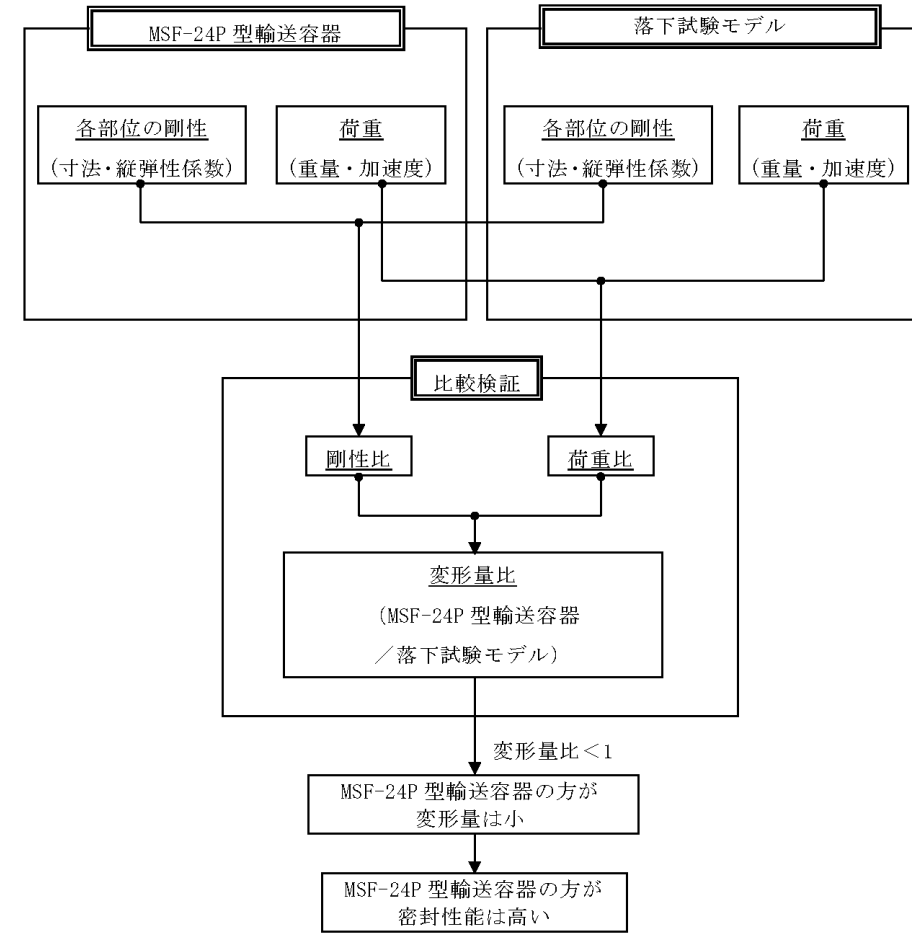 MSF-24P 型輸送容器
落下試験モデル
各部位の剛性
(寸法・縦弾性係数)
荷重
(重量・加速度)
各部位の剛性
(寸法・縦弾性係数)
荷重
(重量・加速度)
比較検証
剛性比
荷重比
変形量比
(MSF-24P 型輸送容器
／落下試験モデル)
変形量比＜1
MSF-24P 型輸送容器の方が
変形量は小
MSF-24P 型輸送容器の方が
密封性能は高い